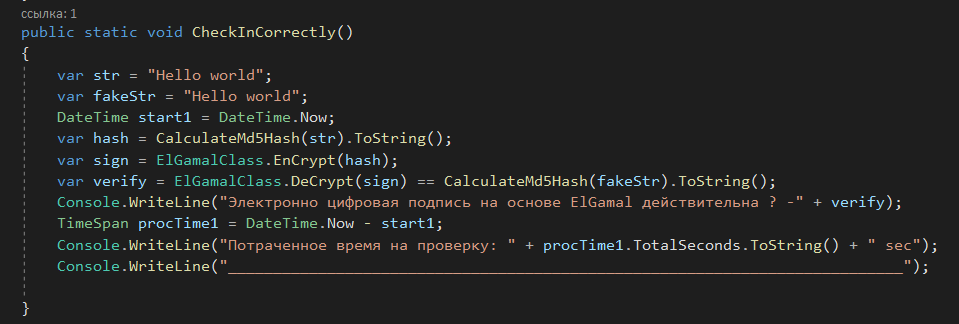 ссылка: 1
public static void CheckInCorrectly()
{
var str = "Hello world";
var fakeStr = "Hello world";
DateTime start1 = DateTime.Now;
var hash = CalculateMd5Hash(str).ToString();
var sign = ElGamalClass.EnCrypt(hash);
var verify = ElGamalClass.DeCrypt(sign) == CalculateMd5Hash(fakeStr).ToString();
Console.WriteLine("Электронно цифровая подпись на основе ElGamal действительна ? -" + verify);
TimeSpan procTime1 = DateTime.Now - start1;
Console.WriteLine("Потраченное время на проверку: " + procTime1.TotalSeconds.ToString() + " sec");
Console.WriteLine("___________________________________________________________________________");
}